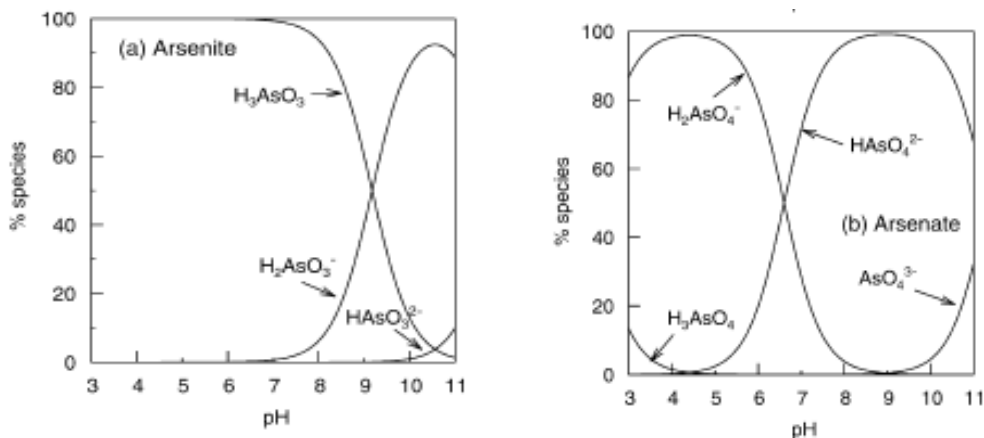 100
80
60
40
20
0
% species
(a) Arsenite
H₃AsO₃
H₂AsO₃⁻
HAsO₃²⁻
3 4 5 6 7 8 9 10 11
pH
100
80
60
40
20
0
% species
H₂AsO₄⁻
HAsO₄²⁻
(b) Arsenate
AsO₄³⁻
H₃AsO₄
3 4 5 6 7 8 9 10 11
pH